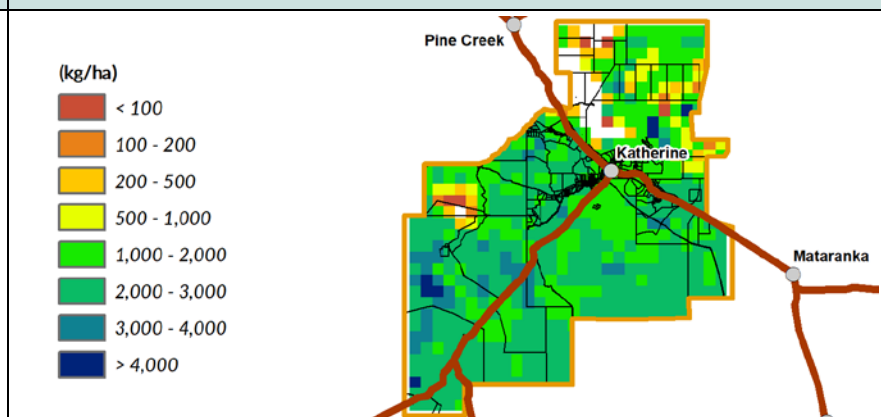 Pine Creek
(kg/ha)
< 100
100 - 200
200 - 500
500 - 1,000
1,000 - 2,000
2,000 - 3,000
3,000 - 4,000
> 4,000
Katherine
Mataranka